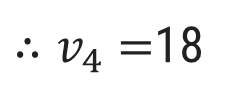 ∴ v₄ =18